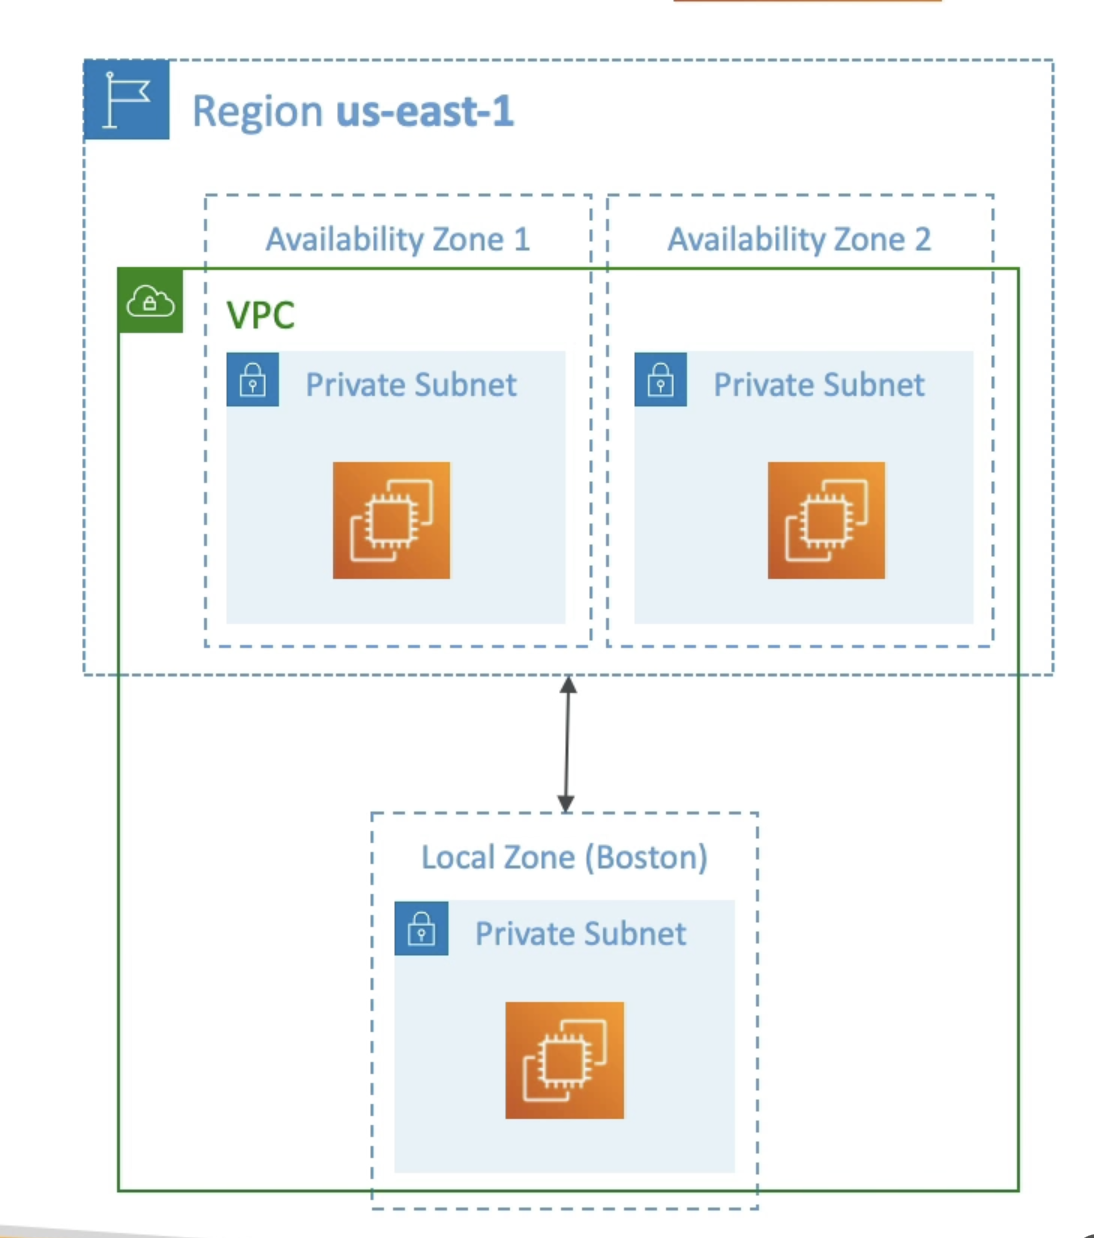 Region us-east-1
Availability Zone 1
Availability Zone 2
VPC
Private Subnet
Private Subnet
Local Zone (Boston)
Private Subnet